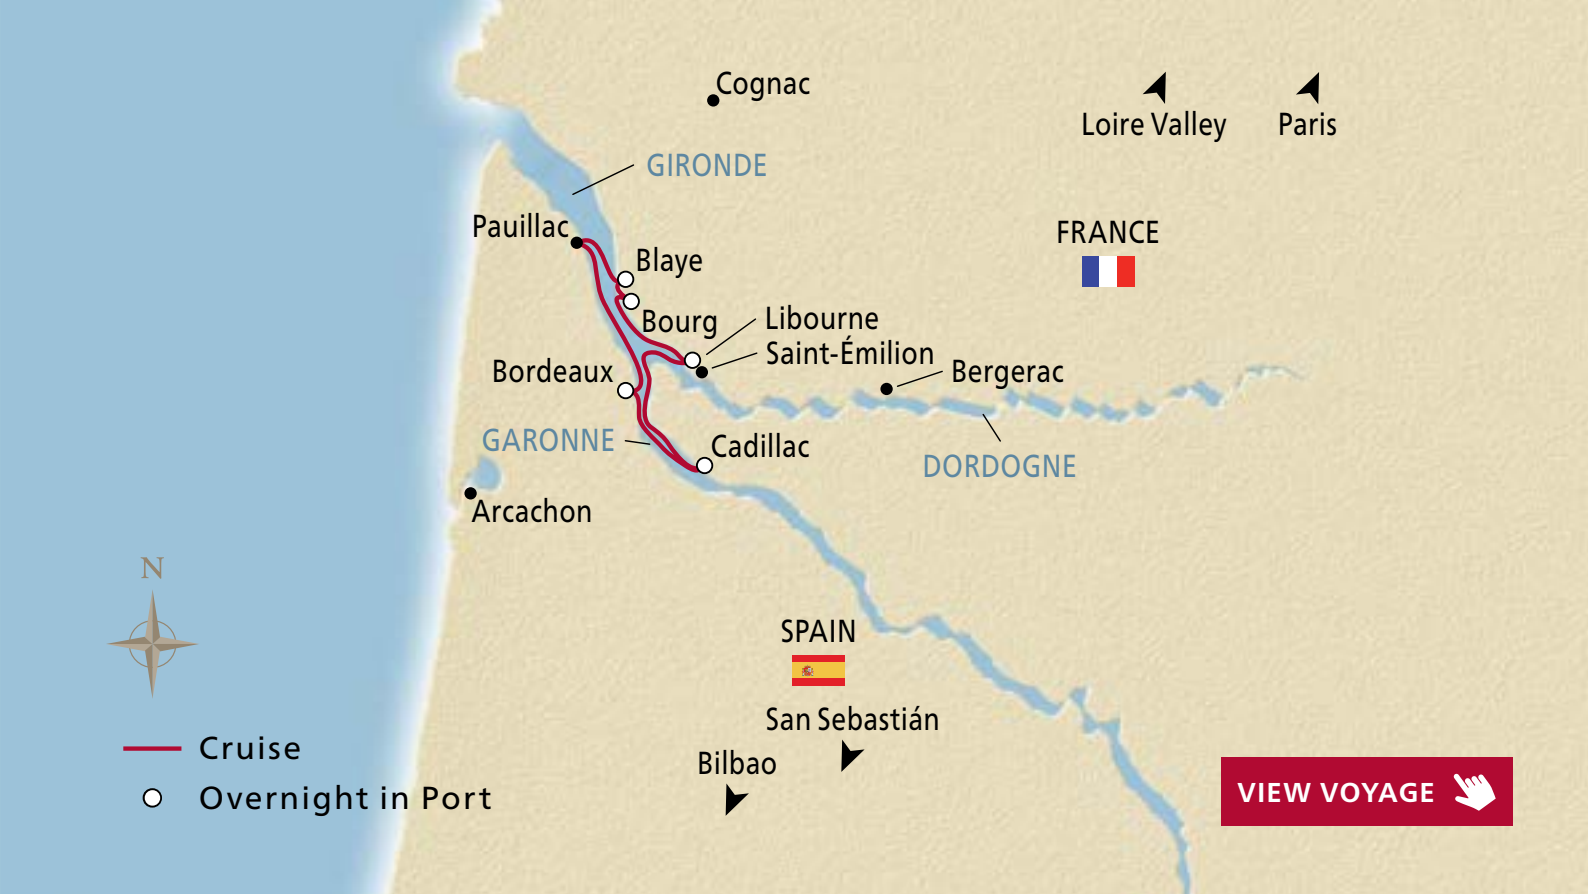 Cognac
Loire Valley
Paris
GIRONDE
Pauillac
FRANCE
Blaye
Bourg
Libourne
Saint-Émilion
Bordeaux
Bergerac
GARONNE
Cadillac
DORDOGNE
Arcachon
N
SPAIN
San Sebastián
Bilbao
Cruise
Overnight in Port
VIEW VOYAGE